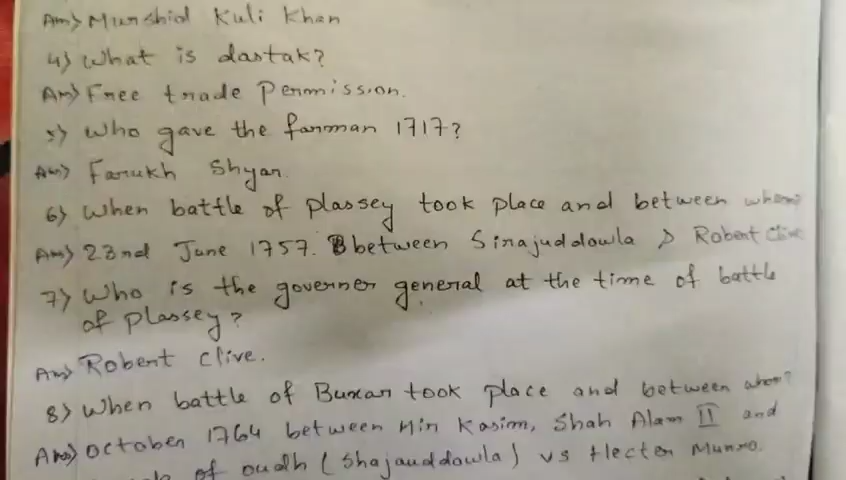 Ans) Murshid Kuli Khan
4) What is dastak?
Ans) Free trade Permission.
5) Who gave the farman 1717?
Ans) Farukh Shyar.
6) When battle of plassey took place and between whom?
Ans) 23rd June 1757. between Sirajuddowla & Robert Clive
7) Who is the governer general at the time of battle
of plassey?
Ans) Robert Clive.
8) When battle of Buxar took place and between whom?
Ans) October 1764 between Mir Kasim, Shah Alam II and
of oudh (Shajauddowla) vs Hector Munro.